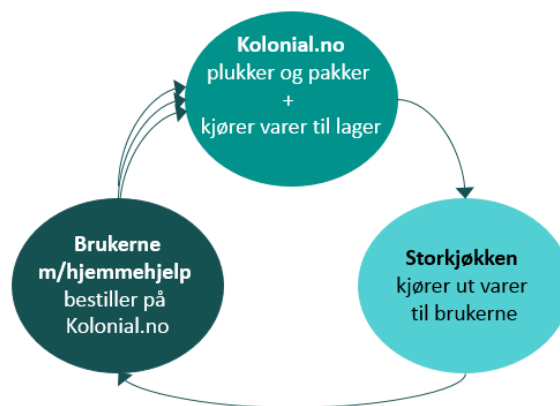 Kolonial.no
plukker og pakker
+
kjører varer til lager
Brukerne
m/hjemmehjelp
bestiller på
Kolonial.no
Storkjøkken
kjører ut varer
til brukerne